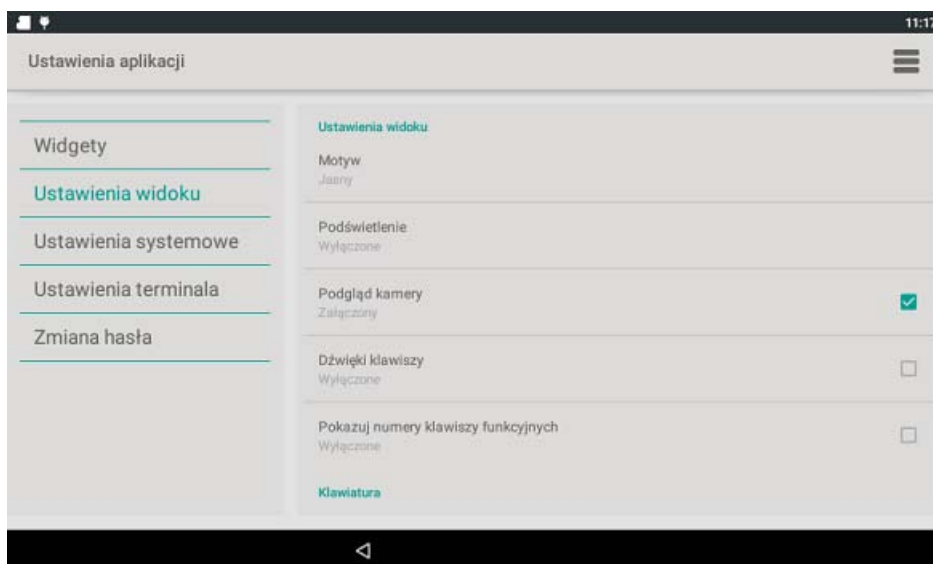 11:17
Ustawienia aplikacji
Widgety
Ustawienia widoku
Ustawienia systemowe
Ustawienia terminala
Zmiana hasła
Ustawienia widoku
Motyw
Jasny
Podświetlenie
Wyłączone
Podgląd kamery
Załączony
Dźwięki klawiszy
Wyłączone
Pokazuj numery klawiszy funkcyjnych
Wyłączone
Klawiatura